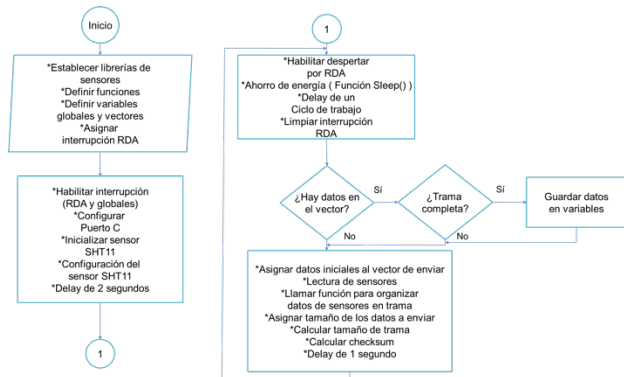 Inicio
*Establecer librerías de
sensores
*Definir funciones
*Definir variables
globales y vectores
*Asignar
interrupción RDA
*Habilitar interrupción
(RDA y globales)
*Configurar
Puerto C
*Inicializar sensor
SHT11
*Configuración del
sensor SHT11
*Delay de 2 segundos
1
1
*Habilitar despertar
por RDA
*Ahorro de energía ( Función Sleep() )
*Delay de un
Ciclo de trabajo
*Limpiar interrupción
RDA
¿Hay datos en
el vector?
Sí
¿Trama
completa?
Sí
Guardar datos
en variables
No
No
*Asignar datos iniciales al vector de enviar
*Lectura de sensores
*Llamar función para organizar
datos de sensores en trama
*Asignar tamaño de los datos a enviar
*Calcular tamaño de trama
*Calcular checksum
*Delay de 1 segundo